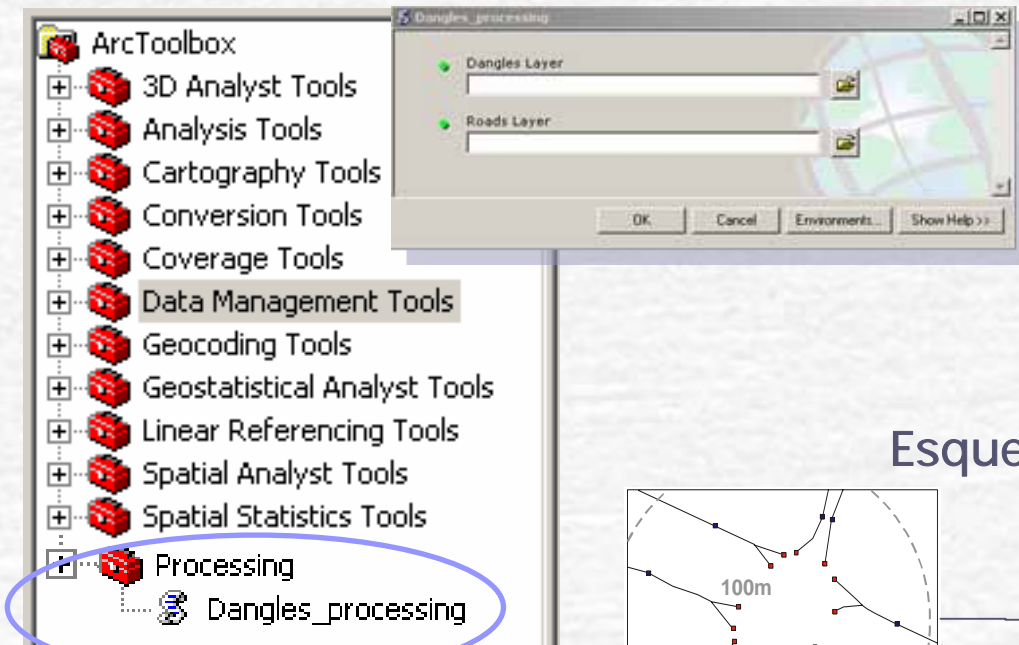 ArcToolbox
3D Analyst Tools
Analysis Tools
Cartography Tools
Conversion Tools
Coverage Tools
Data Management Tools
Geocoding Tools
Geostatistical Analyst Tools
Linear Referencing Tools
Spatial Analyst Tools
Spatial Statistics Tools
Processing
Dangles_processing
Dangles_processing
Dangles Layer
Roads Layer
OK Cancel Environments... Show Help >>
Esque
100m